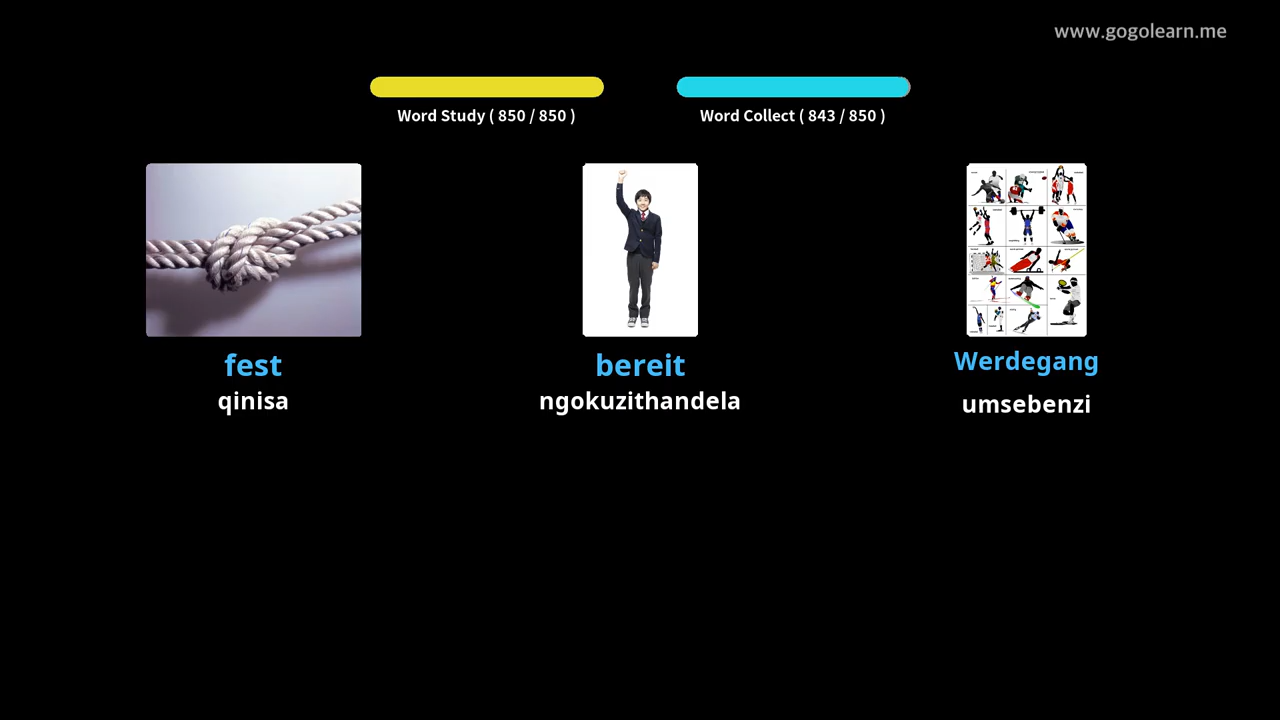 www.gogolearn.me
Word Study ( 850 / 850 )
Word Collect ( 843 / 850 )
fest
qinisa
bereit
ngokuzithandela
Werdegang
umsebenzi